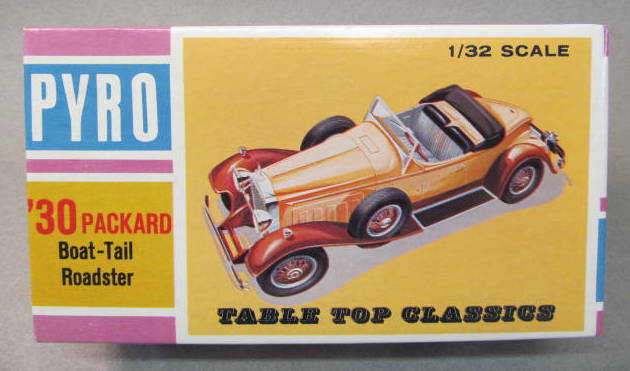 PYRO
'30 PACKARD
Boat-Tail
Roadster
1/32 SCALE
TABLE TOP CLASSICS